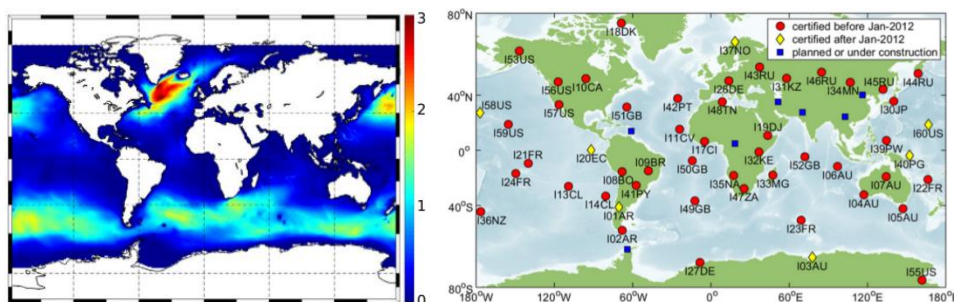 3
2
1
0
80°N
40°N
0°
40°S
80°S
certified before Jan-2012
certified after Jan-2012
planned or under construction
I18DK
I37NO
I53US
I43RU
I46RU
I45RU
I44RU
I56US
I10CA
I26DE
I31KZ
I34MN
I57US
I42PT
I48TN
I30JP
I58US
I51GB
I59US
I11CV
I19DJ
I60US
I17CI
I39PW
I20EC
I32KE
I40PG
I21FR
I50GB
I52GB
I06AU
I24FR
I09BR
I08BO
I35NA
I33MG
I07AU
I22FR
I13CL
I41PY
I47ZA
I14CL
I04AU
I36NZ
I01AR
I49GB
I05AU
I23FR
I02AR
I27DE
I03AU
I55US
180°W
120°W
60°W
0°
60°E
120°E
180°E